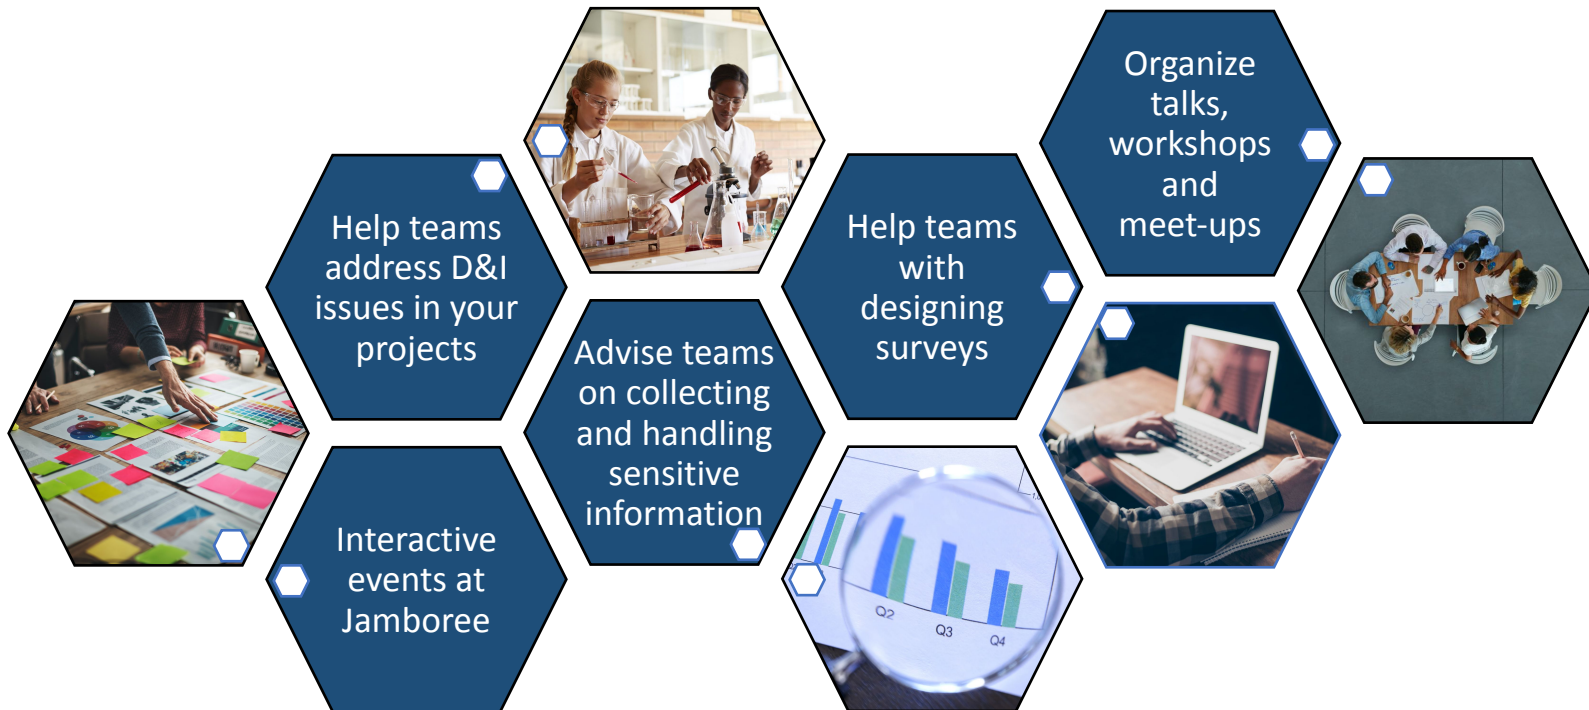 Help teams
address D&I
issues in your
projects
Interactive
events at
Jamboree
Advise teams
on collecting
and handling
sensitive
information
Help teams
with
designing
surveys
Organize
talks,
workshops
and
meet-ups
Q2
Q3
Q4